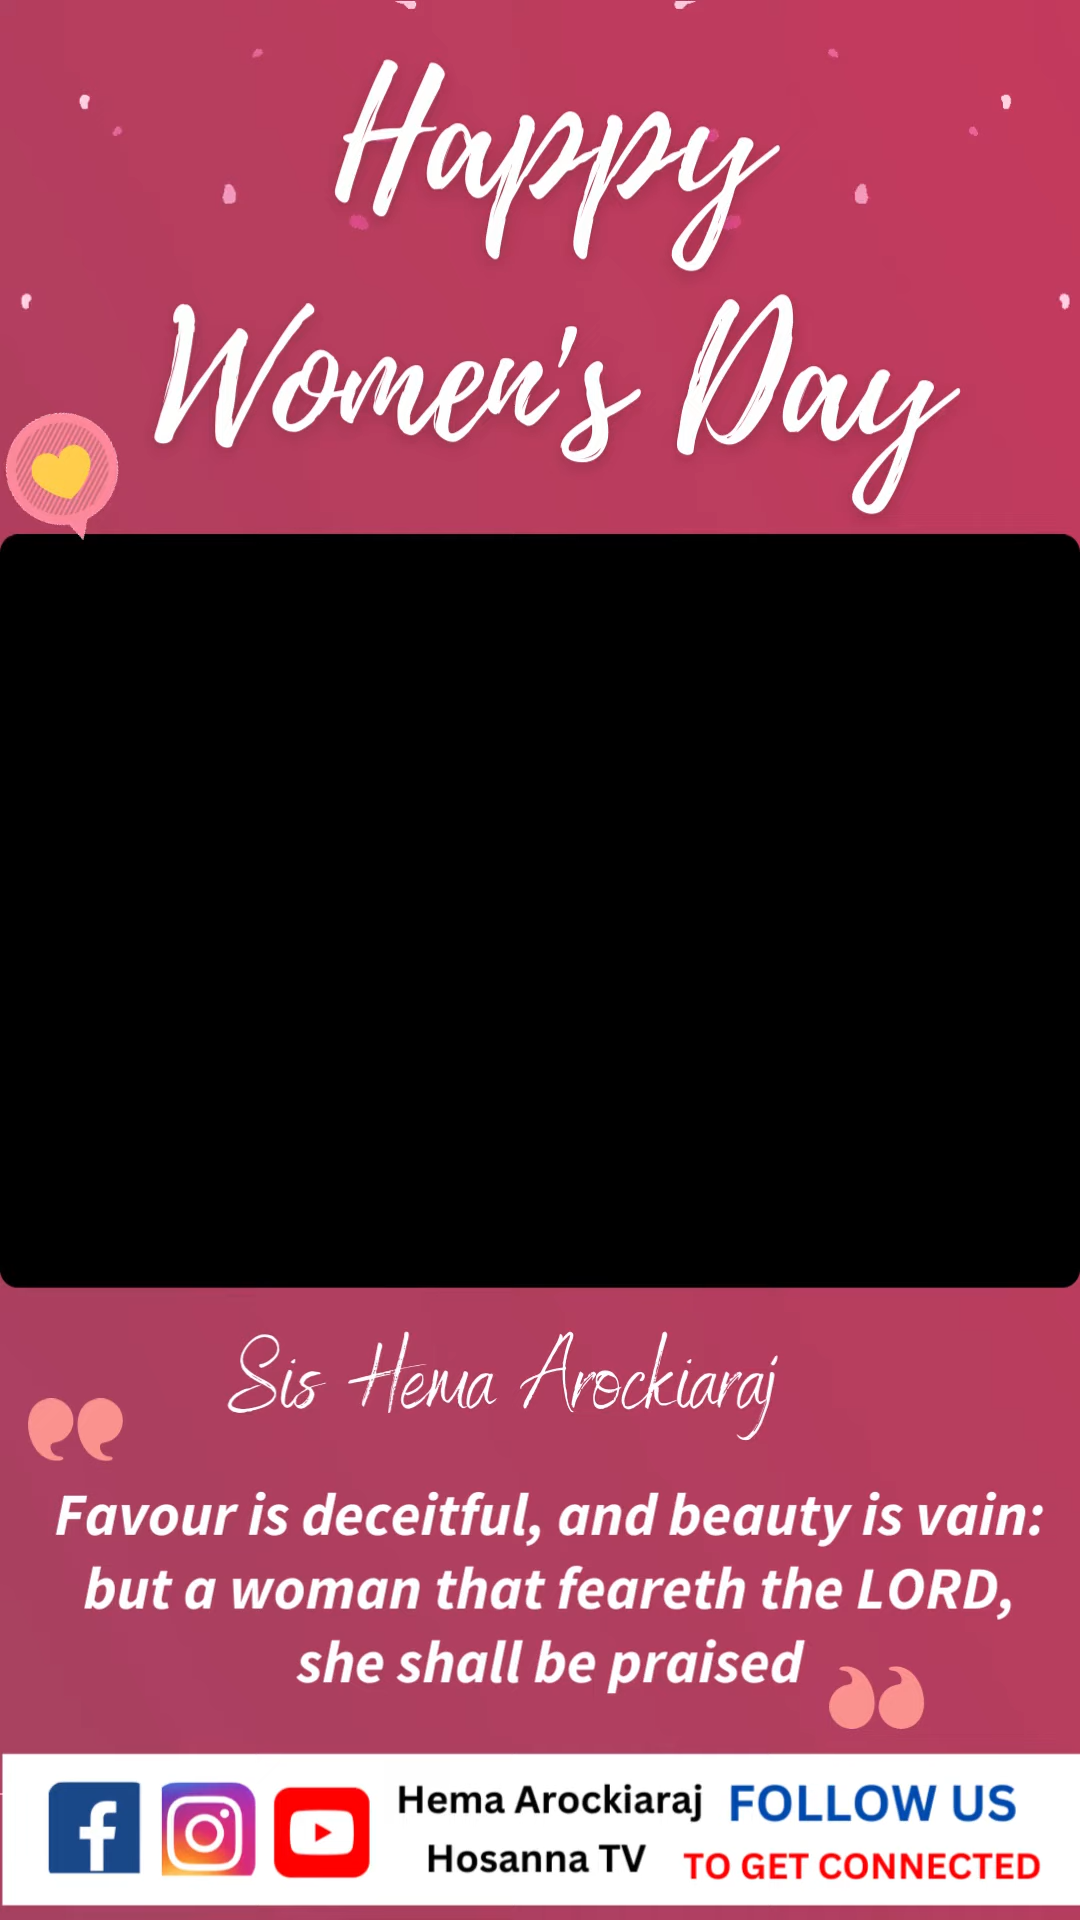 Happy
Women's Day
Sis Hema Arockiaraj
Favour is deceitful, and beauty is vain:
but a woman that feareth the LORD,
she shall be praised
Hema Arockiaraj
Hosanna TV
FOLLOW US
TO GET CONNECTED